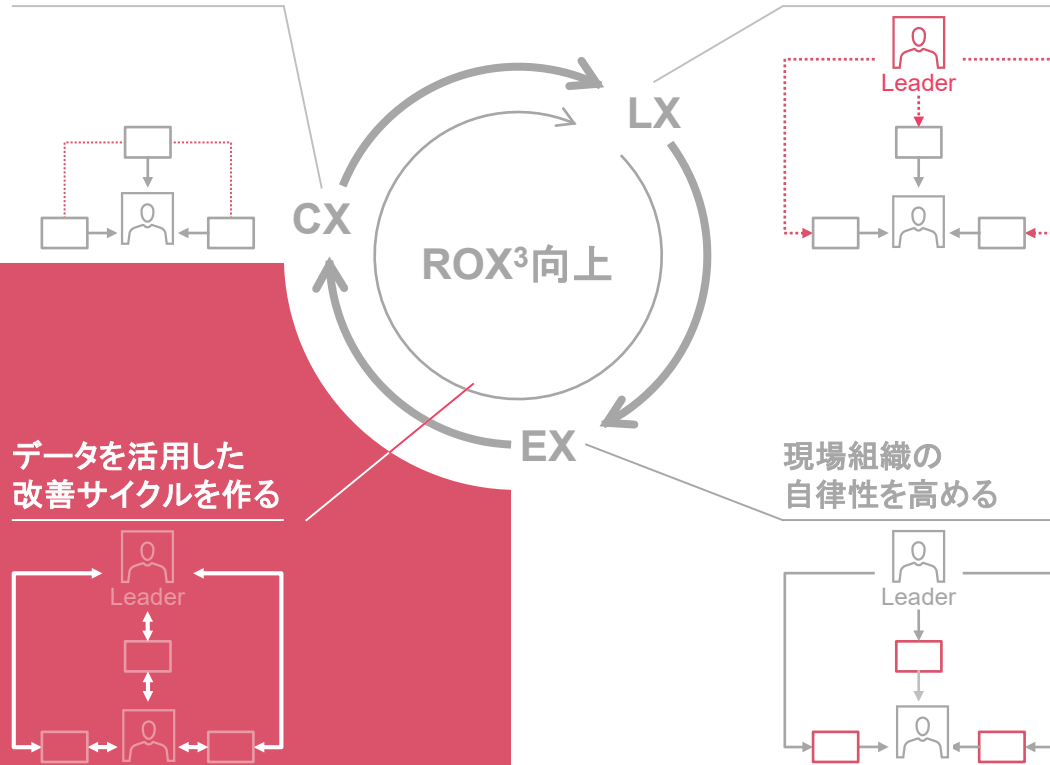 Leader
LX
CX
ROX³向上
EX
データを活用した
改善サイクルを作る
現場組織の
自律性を高める
Leader
Leader